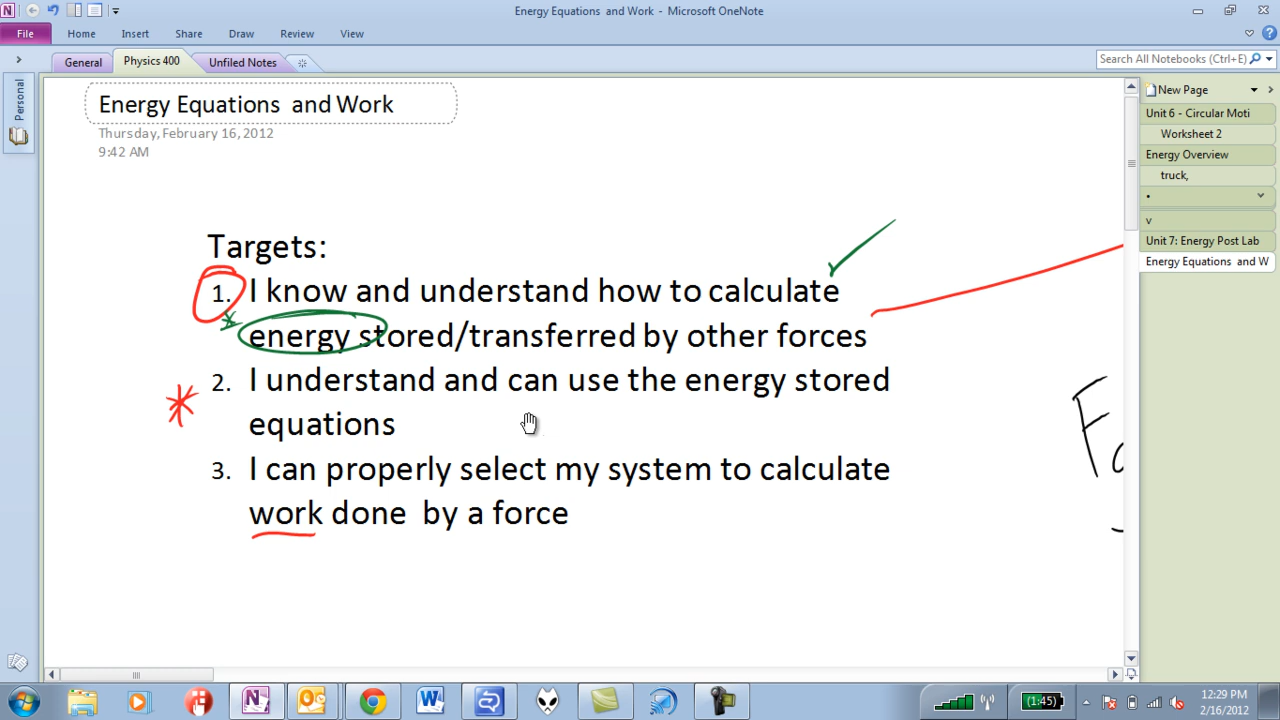 Energy Equations and Work - Microsoft OneNote
File Home Insert Share Draw Review View
General Physics 400 Unfiled Notes
Search All Notebooks (Ctrl+E)
Personal
New Page
Unit 6 - Circular Moti
Worksheet 2
Energy Overview
truck,
•
v
Unit 7: Energy Post Lab
Energy Equations and W
Energy Equations and Work
Thursday, February 16, 2012
9:42 AM
Targets:
1. I know and understand how to calculate
energy stored/transferred by other forces
2. I understand and can use the energy stored
equations
3. I can properly select my system to calculate
work done by a force
(1:45)
12:29 PM
2/16/2012